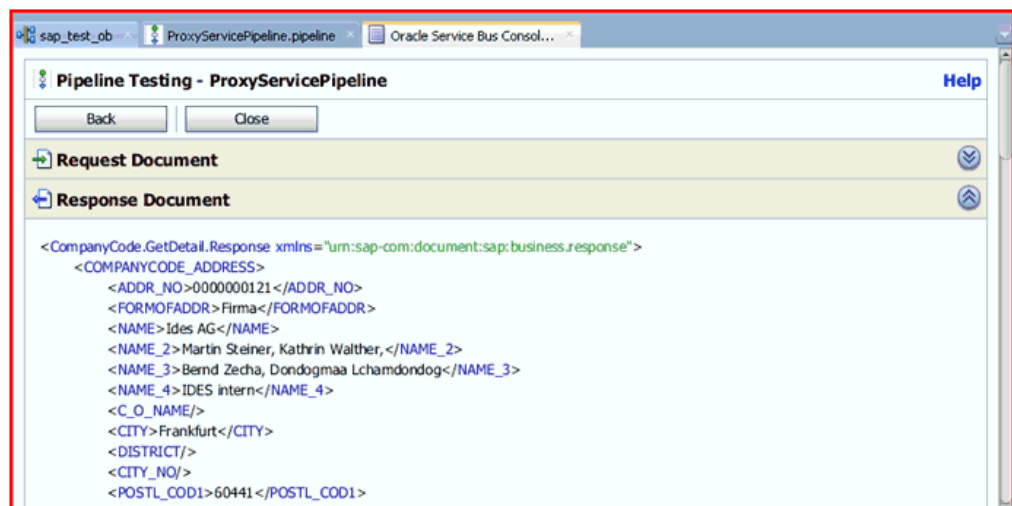 sap_test_ob ProxyServicePipeline.pipeline Oracle Service Bus Consol...
Pipeline Testing - ProxyServicePipeline Help
Back Close
Request Document
Response Document
<CompanyCode.GetDetail.Response xmlns="urn:sap-com:document:sap:business.response">
<COMPANYCODE_ADDRESS>
<ADDR_NO>0000000121</ADDR_NO>
<FORMOFADDR>Firma</FORMOFADDR>
<NAME>Ides AG</NAME>
<NAME_2>Martin Steiner, Kathrin Walther,</NAME_2>
<NAME_3>Bernd Zecha, Dondogmaa Lchamdondog</NAME_3>
<NAME_4>IDES intern</NAME_4>
<C_O_NAME/>
<CITY>Frankfurt</CITY>
<DISTRICT/>
<CITY_NO/>
<POSTL_COD1>60441</POSTL_COD1>